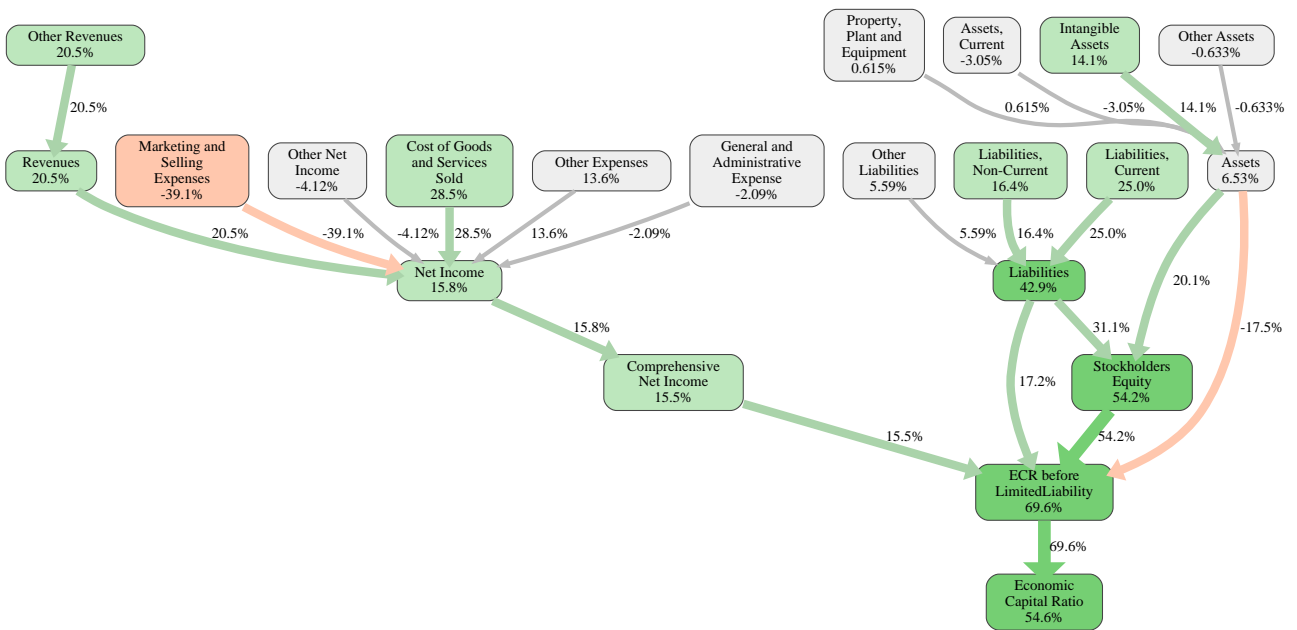 Other Revenues
20.5%
Property,
Plant and
Equipment
0.615%
Assets,
Current
-3.05%
Intangible
Assets
14.1%
Other Assets
-0.633%
20.5%
0.615%
-3.05%
14.1%
-0.633%
Revenues
20.5%
Marketing and
Selling
Expenses
-39.1%
Other Net
Income
-4.12%
Cost of Goods
and Services
Sold
28.5%
Other Expenses
13.6%
General and
Administrative
Expense
-2.09%
Other
Liabilities
5.59%
Liabilities,
Non-Current
16.4%
Liabilities,
Current
25.0%
Assets
6.53%
20.5%
-39.1%
-4.12%
28.5%
13.6%
-2.09%
5.59%
16.4%
25.0%
Net Income
15.8%
Liabilities
42.9%
20.1%
15.8%
31.1%
-17.5%
Comprehensive
Net Income
15.5%
17.2%
Stockholders
Equity
54.2%
15.5%
54.2%
ECR before
LimitedLiability
69.6%
69.6%
Economic
Capital Ratio
54.6%